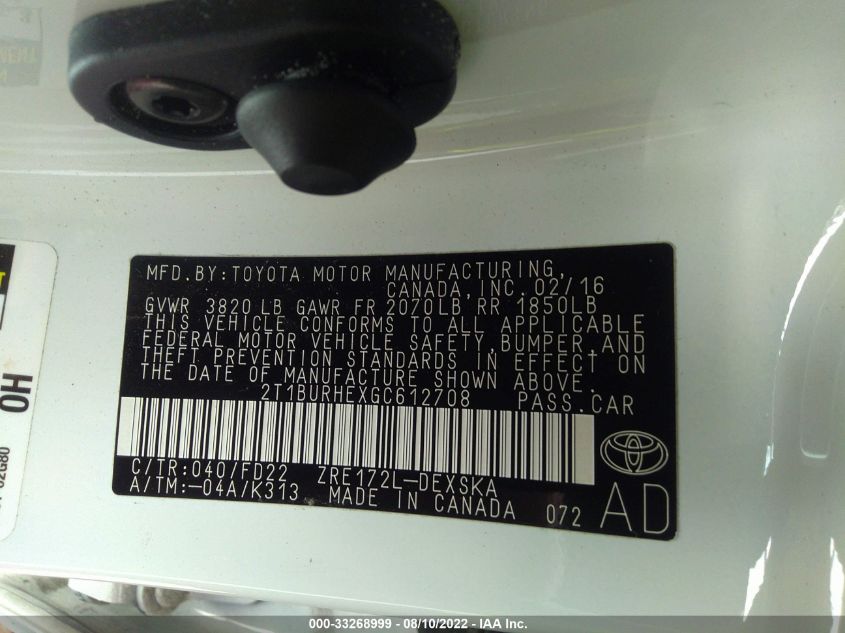 MFD.BY:TOYOTA MOTOR MANUFACTURING,
CANADA,INC. 02/16
GVWR 3820 LB GAWR FR 2070LB RR 1850LB
THIS VEHICLE CONFORMS TO ALL APPLICABLE
FEDERAL MOTOR VEHICLE SAFETY, BUMPER, AND
THEFT PREVENTION STANDARDS IN EFFECT ON
THE DATE OF MANUFACTURE SHOWN ABOVE.
2T1BURHEXGC612708 PASS.CAR
C/TR:040/FD22 ZRE172L-DEXSKA
A/TM:-04A/K313 MADE IN CANADA 072
AD
HO
02G80
000-33268999 - 08/10/2022 - IAA Inc.